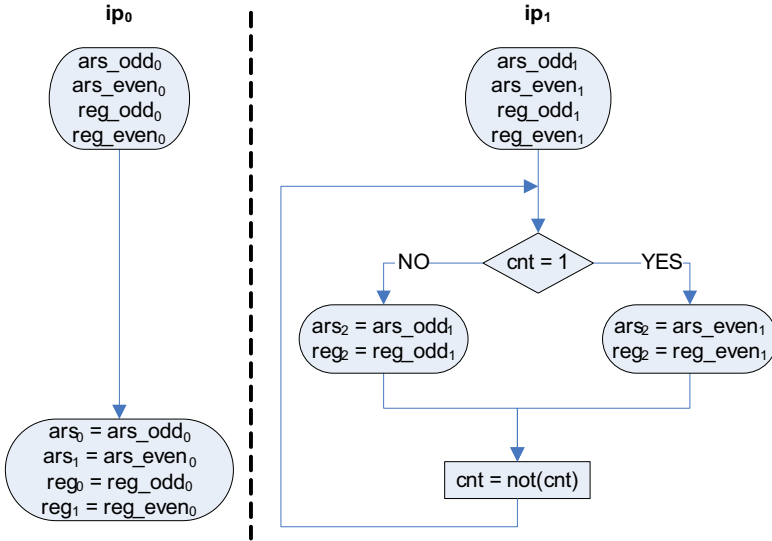 ip₀
ars_odd₀
ars_even₀
reg_odd₀
reg_even₀
ars₀ = ars_odd₀
ars₁ = ars_even₀
reg₀ = reg_odd₀
reg₁ = reg_even₀
ip₁
ars_odd₁
ars_even₁
reg_odd₁
reg_even₁
cnt = 1
NO
YES
ars₂ = ars_odd₁
reg₂ = reg_odd₁
ars₂ = ars_even₁
reg₂ = reg_even₁
cnt = not(cnt)